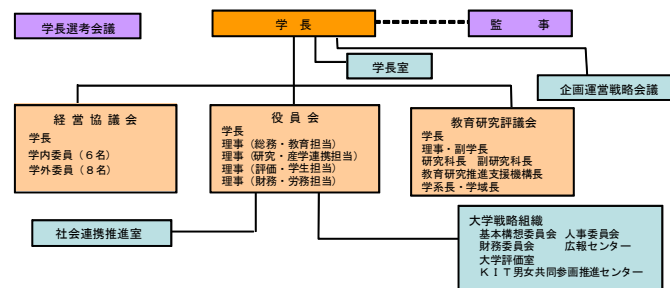 学長選考会議
学　長
監　事
学長室
企画運営戦略会議
経営協議会
学長
学内委員（６名）
学外委員（８名）
役員会
学長
理事（総務・教育担当）
理事（研究・産学連携担当）
理事（評価・学生担当）
理事（財務・労務担当）
教育研究評議会
学長
理事・副学長
研究科長　副研究科長
教育研究推進支援機構長
学系長・学域長
社会連携推進室
大学戦略組織
基本構想委員会　人事委員会
財務委員会　広報センター
大学評価室
ＫＩＴ男女共同参画推進センター